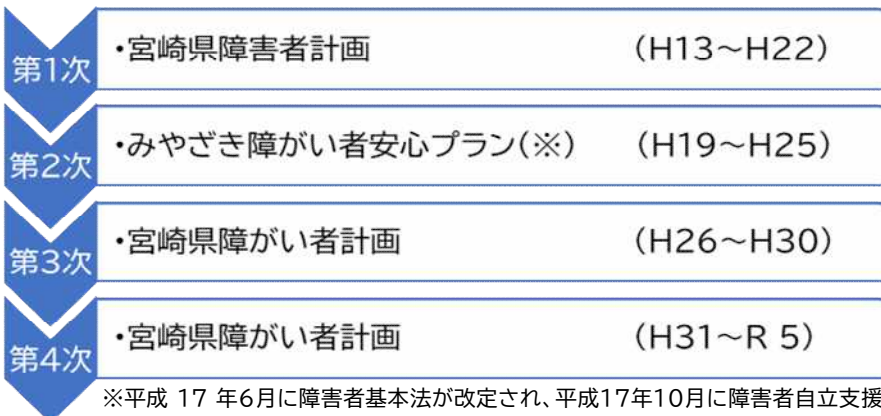 第1次 ・宮崎県障害者計画 (H13～H22)
第2次 ・みやざき障がい者安心プラン(※) (H19～H25)
第3次 ・宮崎県障がい者計画 (H26～H30)
第4次 ・宮崎県障がい者計画 (H31～R 5)
※平成 17 年6月に障害者基本法が改定され、平成17年10月に障害者自立支援